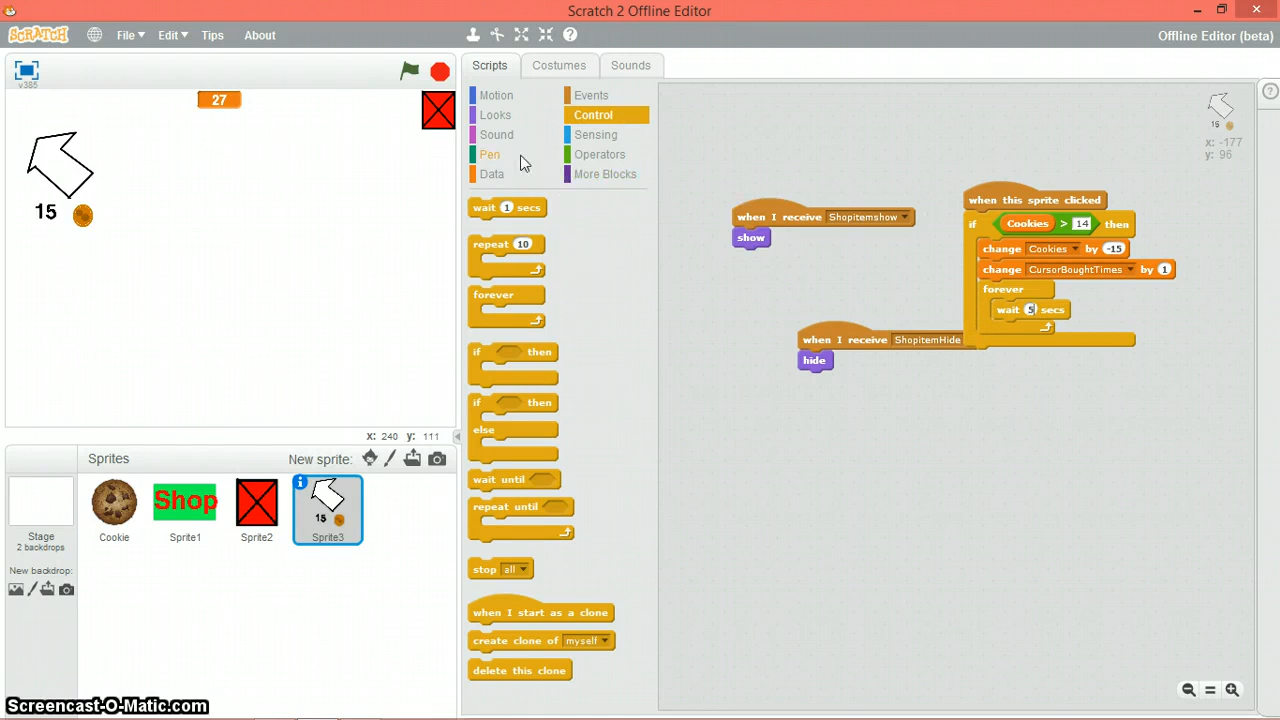 Scratch 2 Offline Editor
SCRATCH File Edit Tips About Offline Editor (beta)
v385
Scripts Costumes Sounds
27
15
Motion Events
Looks Control
Sound Sensing
Pen Operators
Data More Blocks
wait 1 secs
repeat 10
forever
if then
if then
else
wait until
repeat until
stop all
when I start as a clone
create clone of myself
delete this clone
15
x: -177
y: 96
when I receive Shopitemshow
show
when I receive ShopitemHide
hide
when this sprite clicked
if Cookies > 14 then
change Cookies by -15
change CursorBoughtTimes by 1
forever
wait 5 secs
x: 240 y: 111
Sprites New sprite:
Stage
2 backdrops
New backdrop:
Cookie
Shop
Sprite1
Sprite2
15
Sprite3
Screencast-O-Matic.com